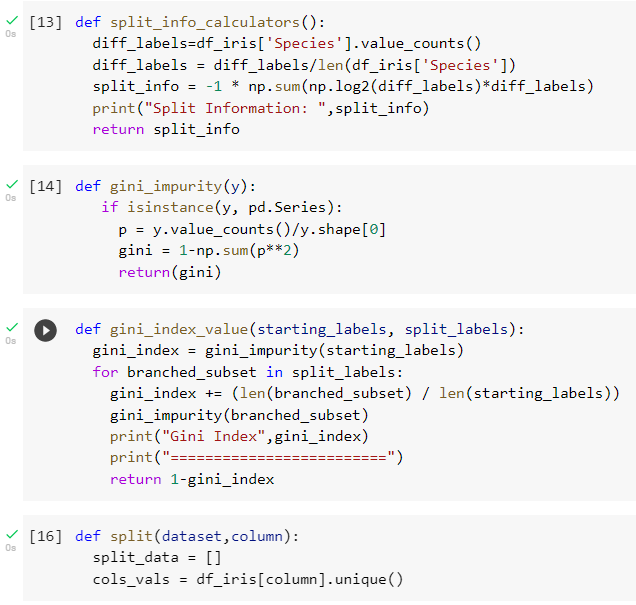 [13] def split_info_calculators():
0s
diff_labels=df_iris['Species'].value_counts()
diff_labels = diff_labels/len(df_iris['Species'])
split_info = -1 * np.sum(np.log2(diff_labels)*diff_labels)
print("Split Information: ",split_info)
return split_info
[14] def gini_impurity(y):
0s
if isinstance(y, pd.Series):
p = y.value_counts()/y.shape[0]
gini = 1-np.sum(p**2)
return(gini)
def gini_index_value(starting_labels, split_labels):
0s
gini_index = gini_impurity(starting_labels)
for branched_subset in split_labels:
gini_index += (len(branched_subset) / len(starting_labels))
gini_impurity(branched_subset)
print("Gini Index",gini_index)
print("=========================")
return 1-gini_index
[16] def split(dataset,column):
0s
split_data = []
cols_vals = df_iris[column].unique()